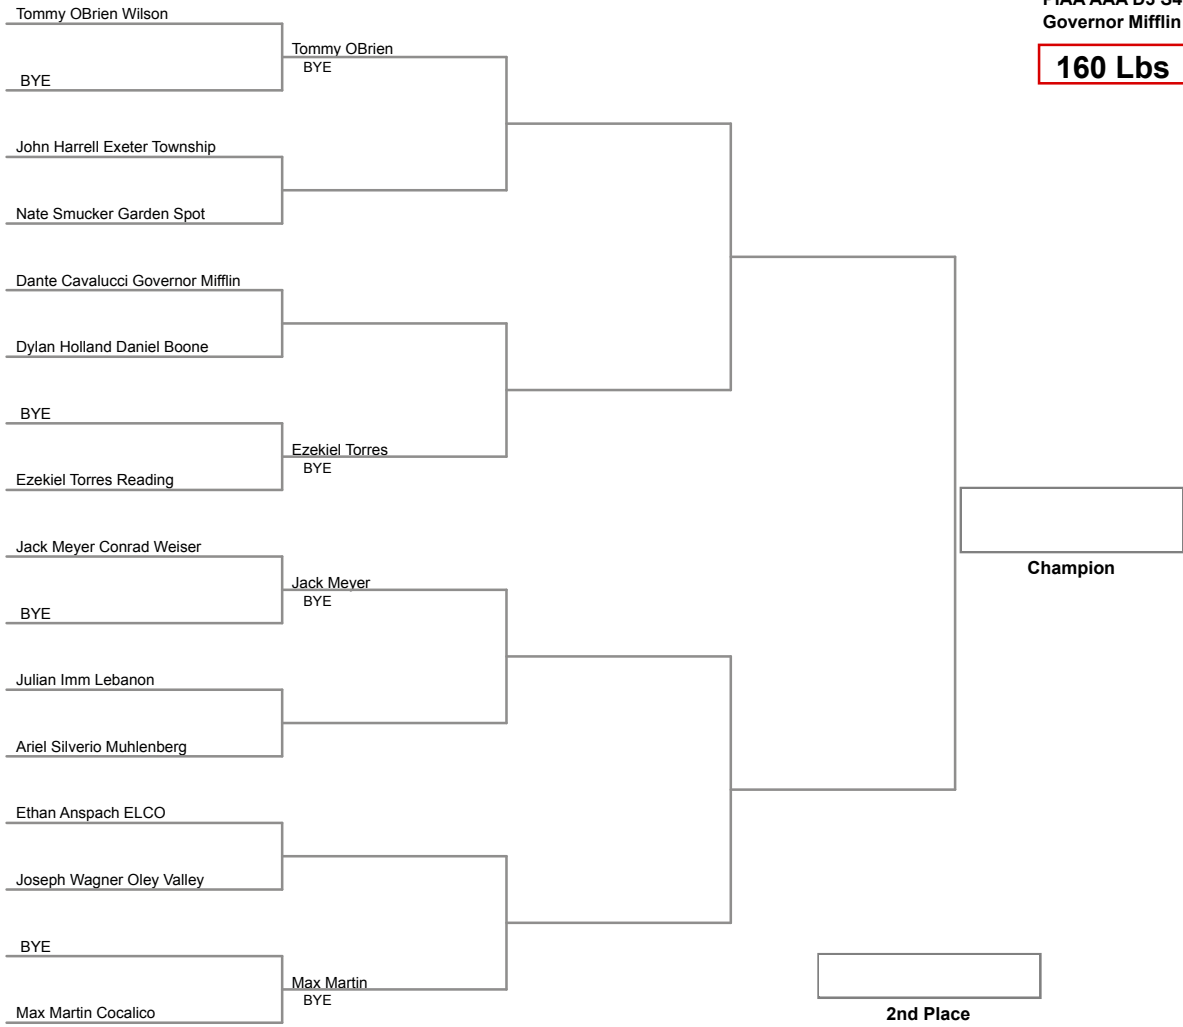 PIAA AAA D3 S4
Governor Mifflin
160 Lbs
Tommy OBrien Wilson
Tommy OBrien
BYE
BYE
John Harrell Exeter Township
Nate Smucker Garden Spot
Dante Cavalucci Governor Mifflin
Dylan Holland Daniel Boone
BYE
Ezekiel Torres
BYE
Ezekiel Torres Reading
Jack Meyer Conrad Weiser
Jack Meyer
BYE
BYE
Julian Imm Lebanon
Ariel Silverio Muhlenberg
Ethan Anspach ELCO
Joseph Wagner Oley Valley
BYE
Max Martin
BYE
Max Martin Cocalico
Champion
2nd Place